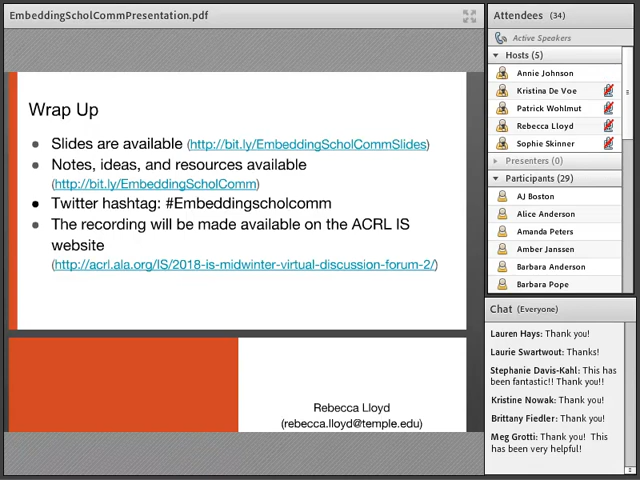 EmbeddingScholCommPresentation.pdf
Wrap Up
● Slides are available (http://bit.ly/EmbeddingScholCommSlides)
● Notes, ideas, and resources available
(http://bit.ly/EmbeddingScholComm)
● Twitter hashtag: #Embeddingscholcomm
● The recording will be made available on the ACRL IS
website
(http://acrl.ala.org/IS/2018-is-midwinter-virtual-discussion-forum-2/)
Rebecca Lloyd
(rebecca.lloyd@temple.edu)
Attendees (34)
Active Speakers
Hosts (5)
Annie Johnson
Kristina De Voe
Patrick Wohlmut
Rebecca Lloyd
Sophie Skinner
Presenters (0)
Participants (29)
AJ Boston
Alice Anderson
Amanda Peters
Amber Janssen
Barbara Anderson
Barbara Pope
Chat (Everyone)
Lauren Hays: Thank you!
Laurie Swartwout: Thanks!
Stephanie Davis-Kahl: This has
been fantastic!! Thank you!!
Kristine Nowak: Thank you!
Brittany Fiedler: Thank you!
Meg Grotti: Thank you! This
has been very helpful!